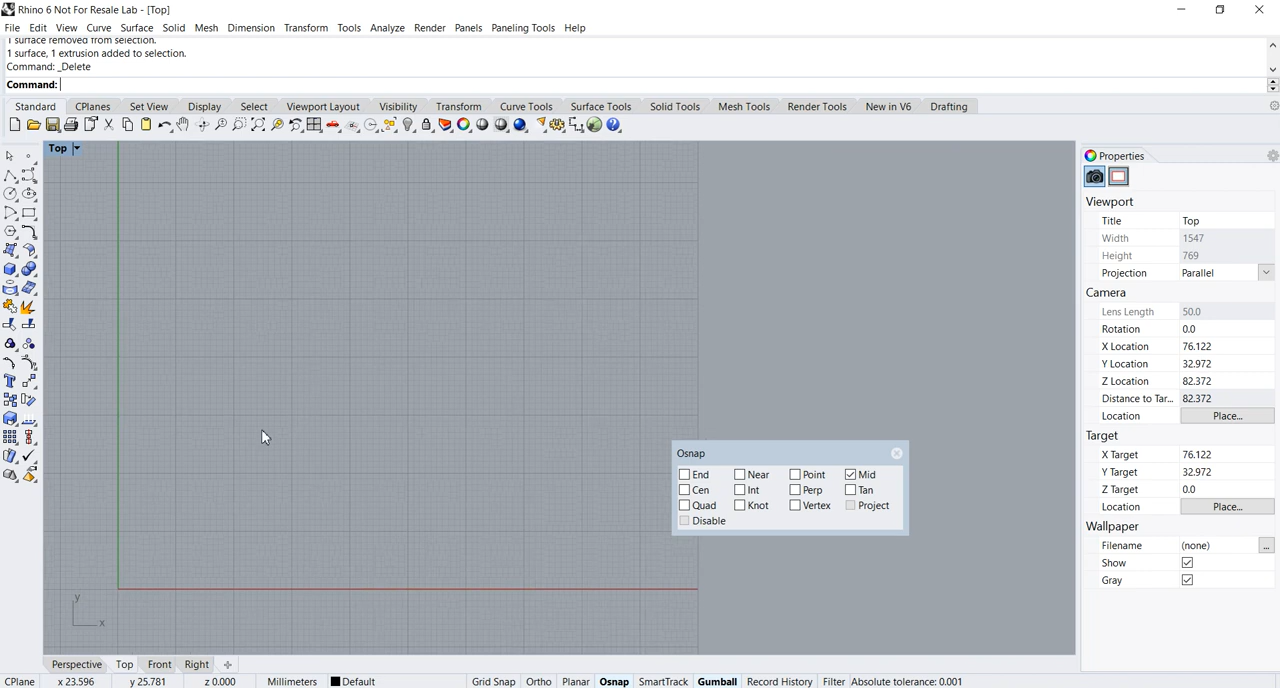 Rhino 6 Not For Resale Lab - [Top]
File Edit View Curve Surface Solid Mesh Dimension Transform Tools Analyze Render Panels Paneling Tools Help
1 surface removed from selection.
1 surface, 1 extrusion added to selection.
Command: _Delete
Command:
Standard CPlanes Set View Display Select Viewport Layout Visibility Transform Curve Tools Surface Tools Solid Tools Mesh Tools Render Tools New in V6 Drafting
Top
Properties
Viewport
Title Top
Width 1547
Height 769
Projection Parallel
Camera
Lens Length 50.0
Rotation 0.0
X Location 76.122
Y Location 32.972
Z Location 82.372
Distance to Tar... 82.372
Location Place...
Target
X Target 76.122
Y Target 32.972
Z Target 0.0
Location Place...
Wallpaper
Filename (none) ...
Show
Gray
Osnap
End Near Point Mid
Cen Int Perp Tan
Quad Knot Vertex Project
Disable
y
x
Perspective Top Front Right
CPlane x 23.596 y 25.781 z 0.000 Millimeters Default Grid Snap Ortho Planar Osnap SmartTrack Gumball Record History Filter Absolute tolerance: 0.001